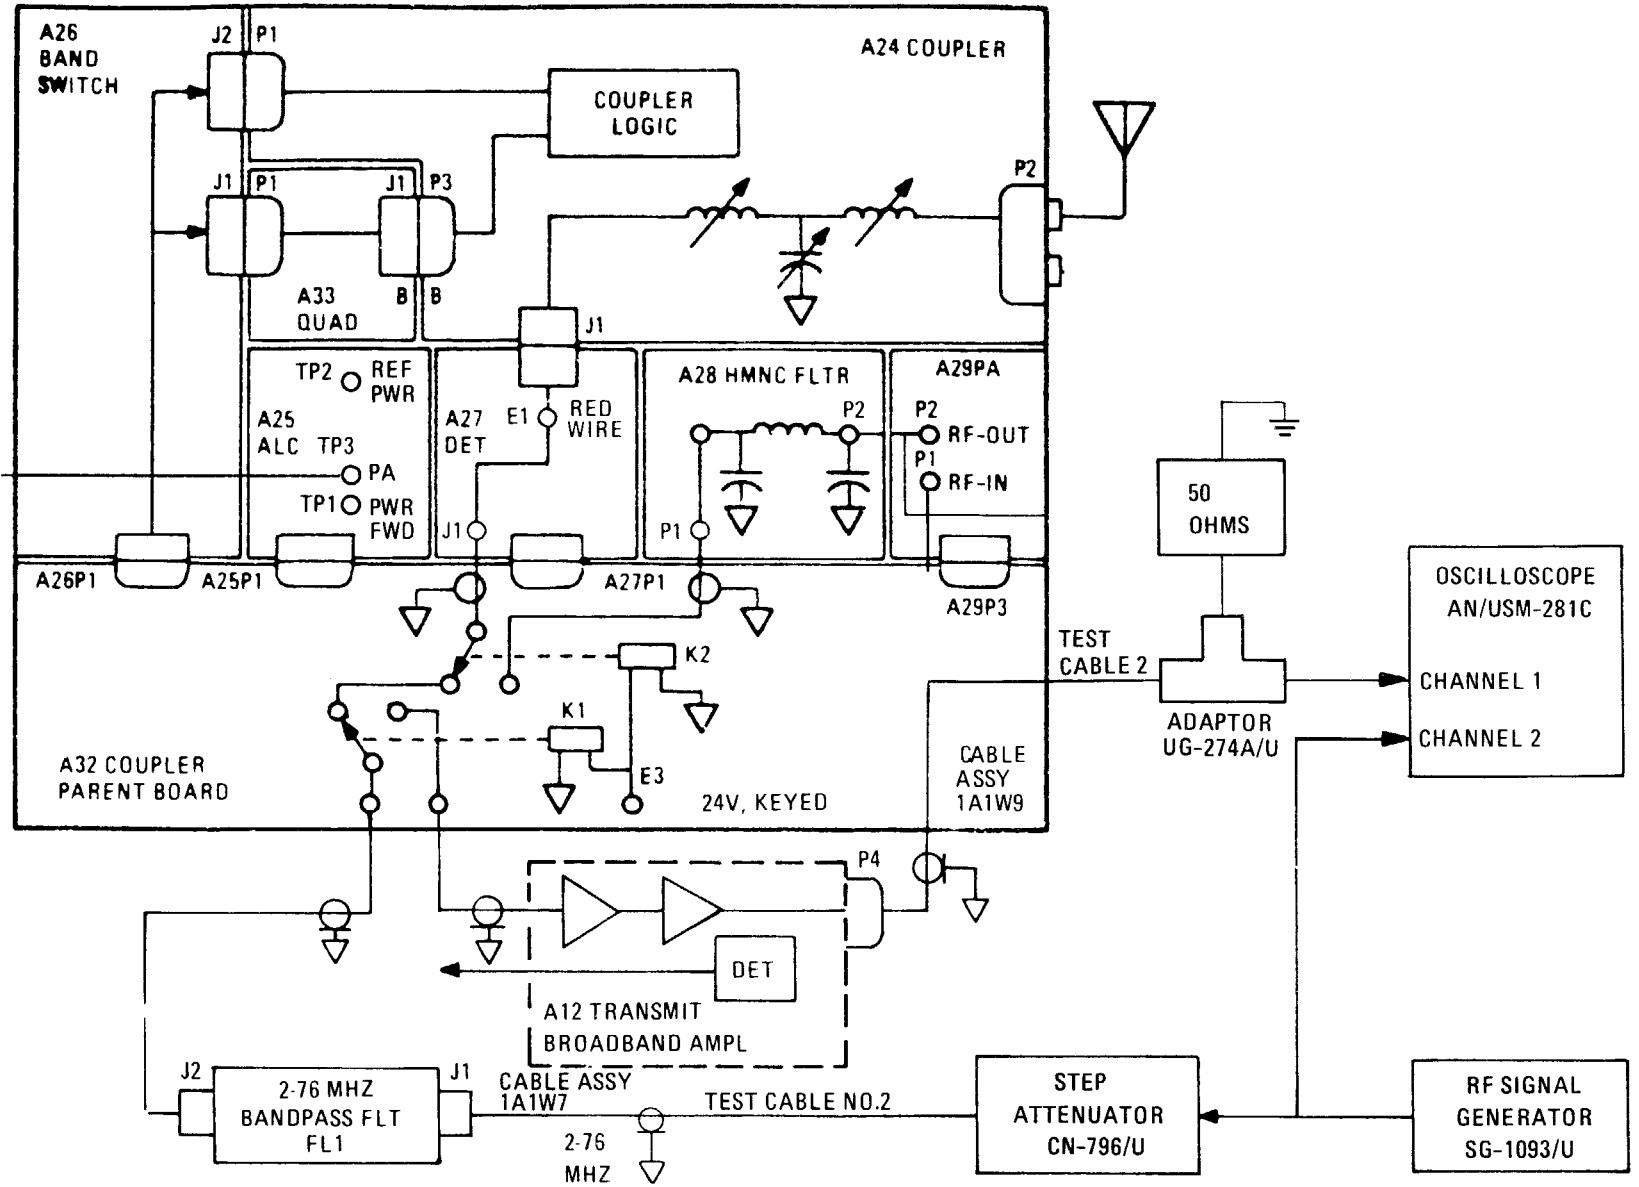 A26
BAND
SWITCH
J2 P1
A24 COUPLER
COUPLER
LOGIC
P2
J1 P1
J1 P3
B B
A33
QUAD
J1
TP2 REF
PWR
A25
ALC
TP3
PA
TP1 PWR
FWD
A27
DET
E1 RED
WIRE
J1
A28 HMNC FLTR
P2
P1
A29PA
P2
RF-OUT
P1
RF-IN
50
OHMS
A26P1
A25P1
A27P1
A29P3
OSCILLOSCOPE
AN/USM-281C
CHANNEL 1
CHANNEL 2
TEST
CABLE 2
ADAPTOR
UG-274A/U
K2
K1
E3
24V, KEYED
A32 COUPLER
PARENT BOARD
CABLE
ASSY
1A1W9
P4
DET
A12 TRANSMIT
BROADBAND AMPL
J2
2-76 MHZ
BANDPASS FLT
FL1
J1
CABLE ASSY
1A1W7
2-76
MHZ
TEST CABLE NO.2
STEP
ATTENUATOR
CN-796/U
RF SIGNAL
GENERATOR
SG-1093/U